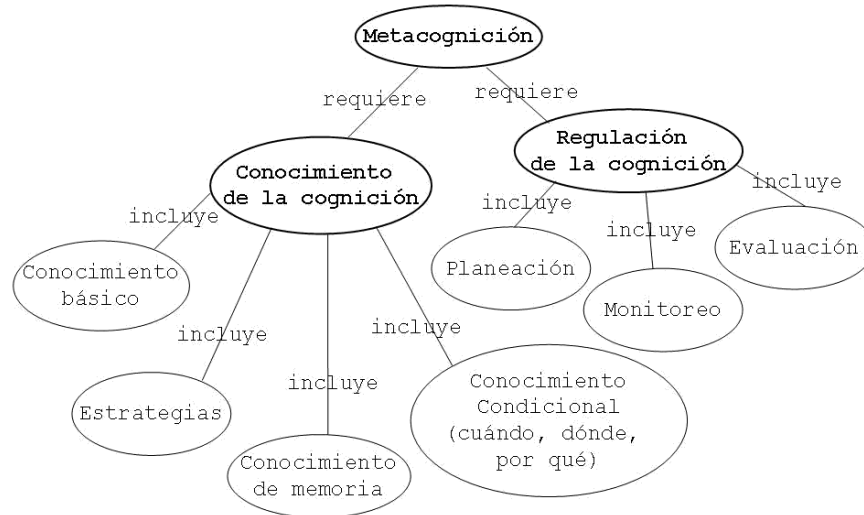 Metacognición
requiere
requiere
Conocimiento
de la cognición
Regulación
de la cognición
incluye
incluye
incluye
incluye
incluye
incluye
incluye
Conocimiento
básico
Estrategias
Conocimiento
de memoria
Conocimiento
Condicional
(cuándo, dónde,
por qué)
Planeación
Monitoreo
Evaluación